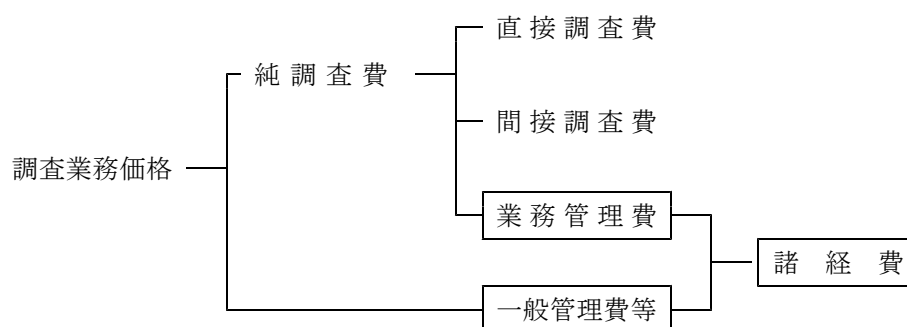 直接調査費
純調査費
間接調査費
調査業務価格
業務管理費
諸経費
一般管理費等